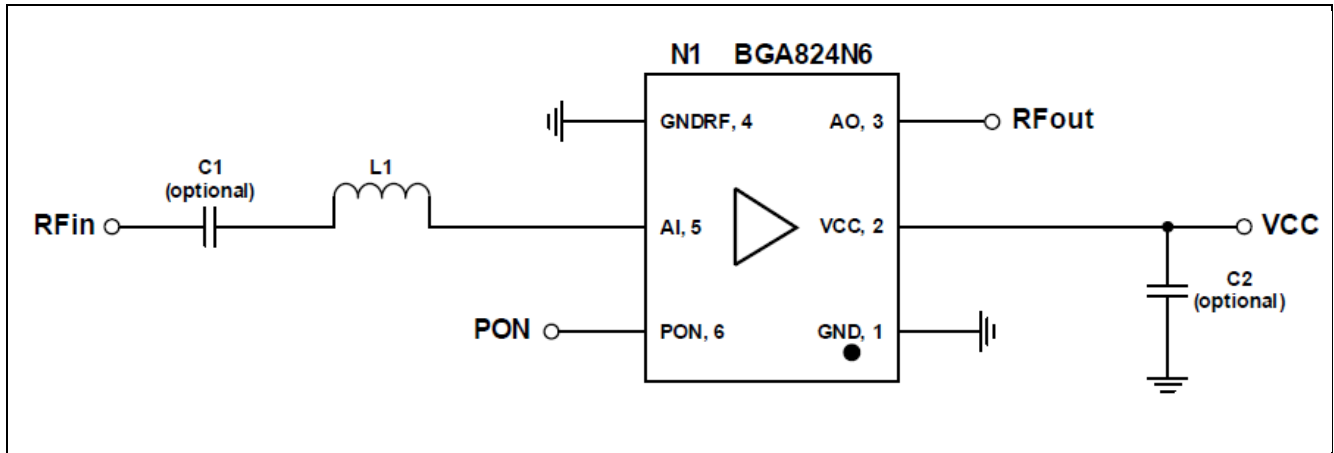 N1 BGA824N6
GNDRF, 4
AO, 3
RFout
C1
(optional)
L1
RFin
AI, 5
VCC, 2
VCC
C2
(optional)
PON
PON, 6
GND, 1